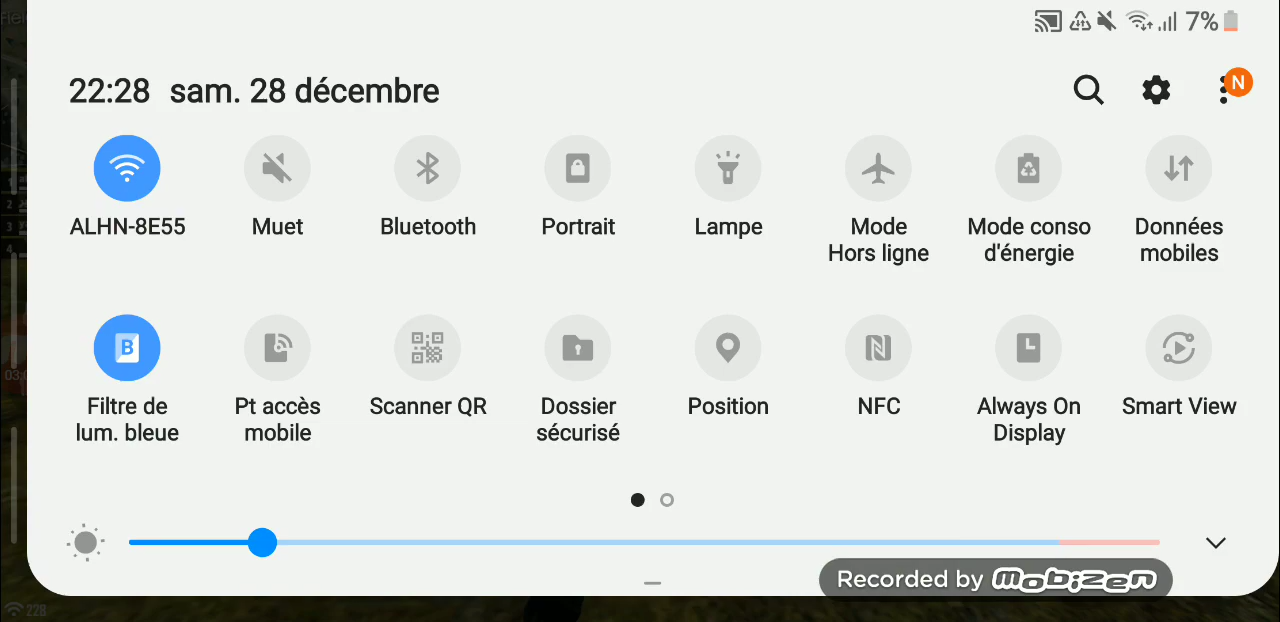 7%
22:28 sam. 28 décembre
N
ALHN-8E55 Muet Bluetooth Portrait Lampe Mode Hors ligne Mode conso d'énergie Données mobiles
B
Filtre de lum. bleue Pt accès mobile Scanner QR Dossier sécurisé Position NFC Always On Display Smart View
Recorded by mobizen
228